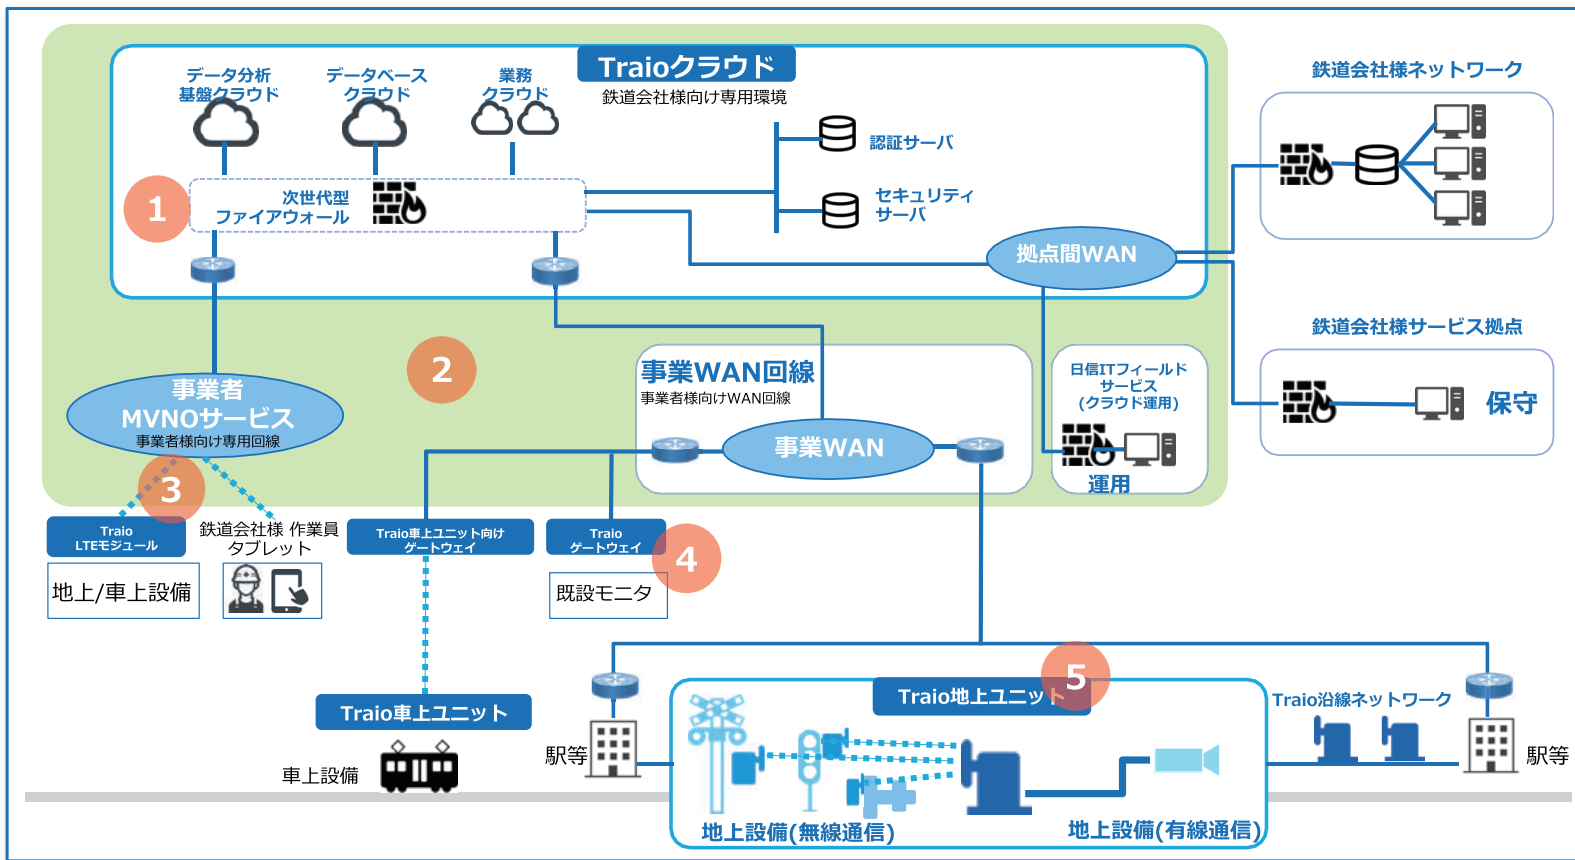 Traioクラウド
鉄道会社様向け専用環境
データ分析
基盤クラウド
データベース
クラウド
業務
クラウド
認証サーバ
セキュリティ
サーバ
1
次世代型
ファイアウォール
拠点間WAN
鉄道会社様ネットワーク
鉄道会社様サービス拠点
保守
2
事業者
MVNOサービス
事業者様向け専用回線
事業WAN回線
事業者様向けWAN回線
事業WAN
日信ITフィールド
サービス
(クラウド運用)
運用
3
Traio
LTEモジュール
地上/車上設備
鉄道会社様 作業員
タブレット
Traio車上ユニット向け
ゲートウェイ
Traio
ゲートウェイ
4
既設モニタ
Traio車上ユニット
車上設備
駅等
5
Traio地上ユニット
地上設備(無線通信)
地上設備(有線通信)
Traio沿線ネットワーク
駅等